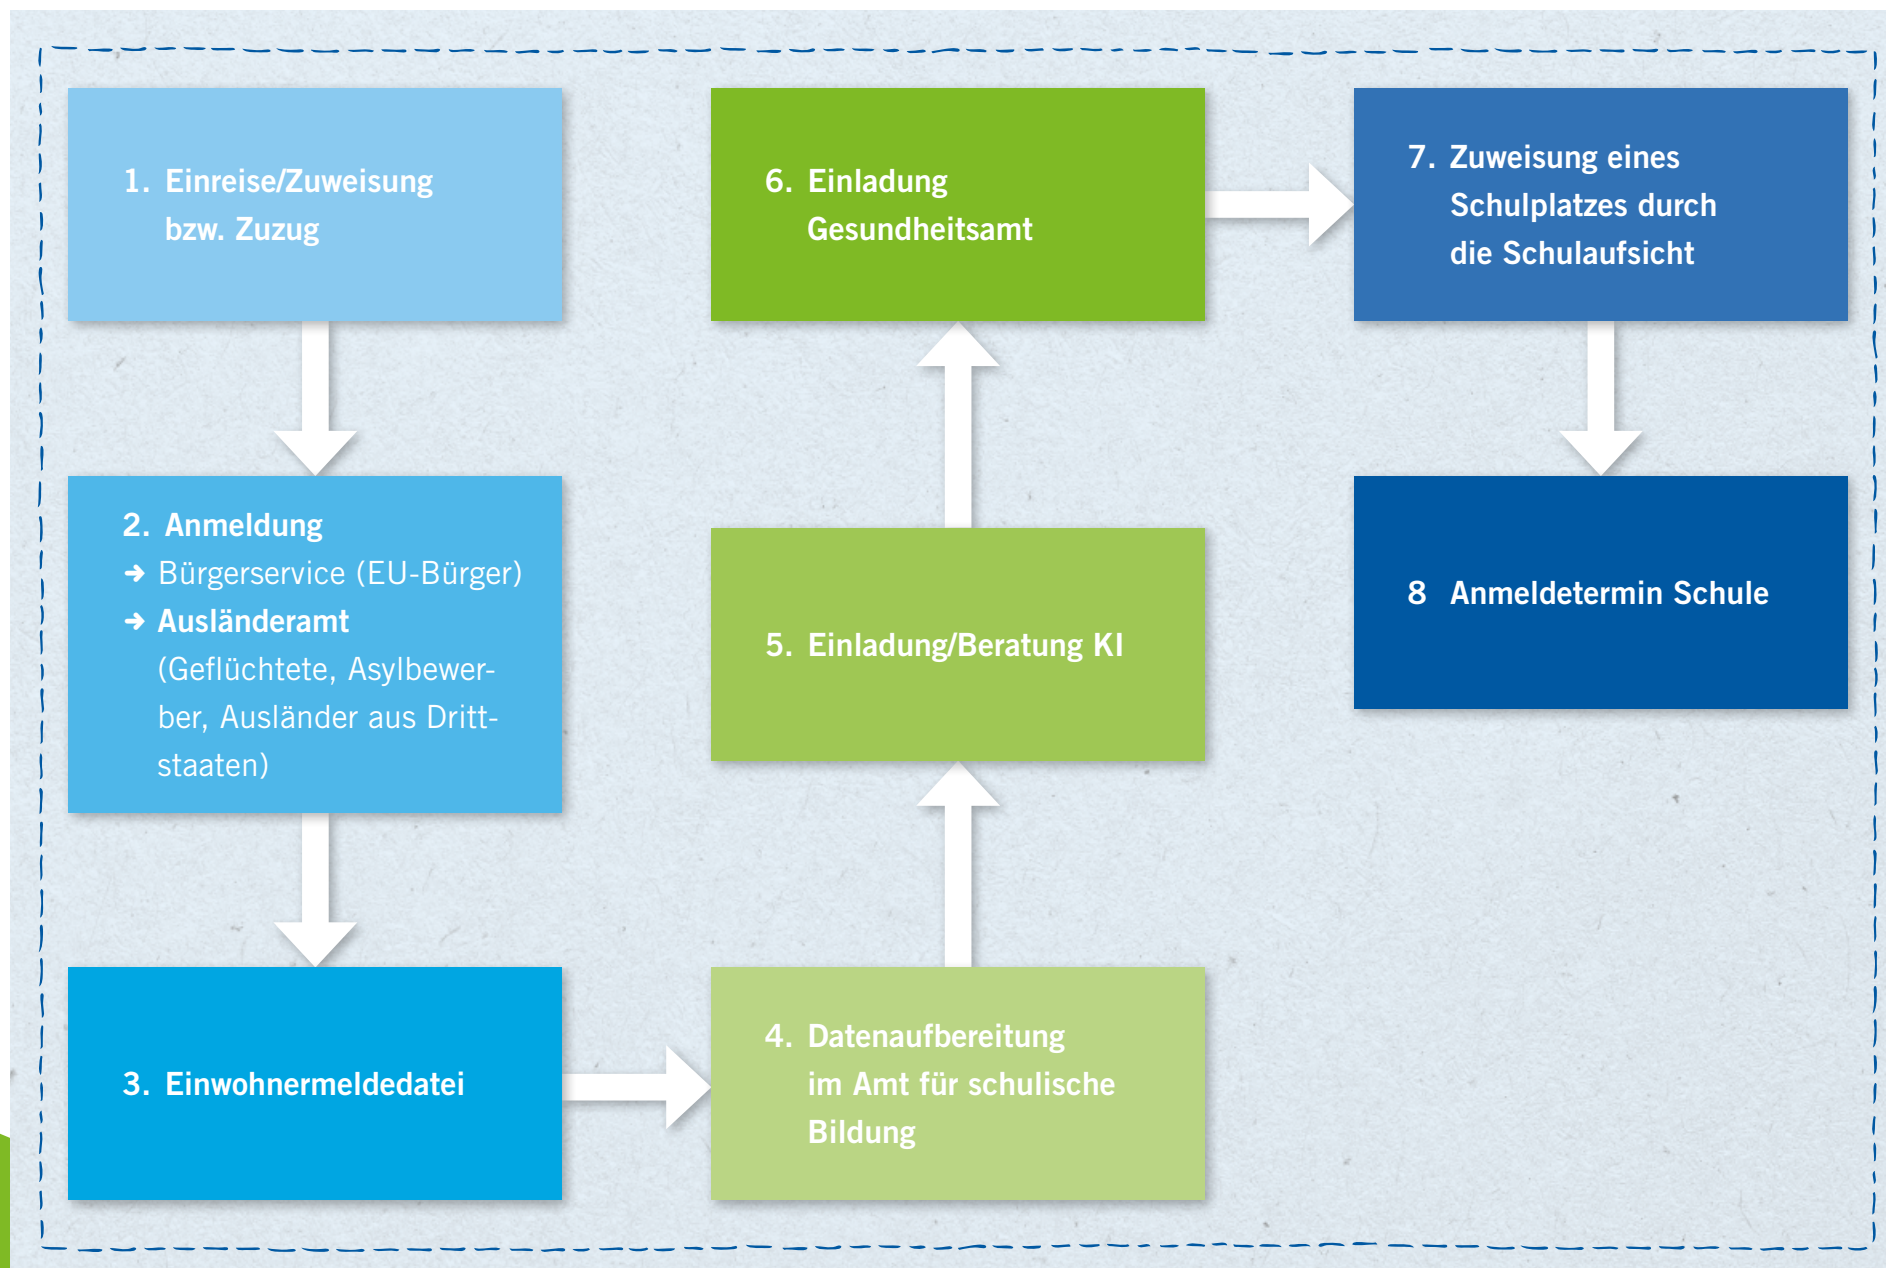 1. Einreise/Zuweisung
bzw. Zuzug
2. Anmeldung
➔ Bürgerservice (EU-Bürger)
➔ Ausländeramt
(Geflüchtete, Asylbewer-
ber, Ausländer aus Dritt-
staaten)
3. Einwohnermeldedatei
4. Datenaufbereitung
im Amt für schulische
Bildung
5. Einladung/Beratung KI
6. Einladung
Gesundheitsamt
7. Zuweisung eines
Schulplatzes durch
die Schulaufsicht
8 Anmeldetermin Schule